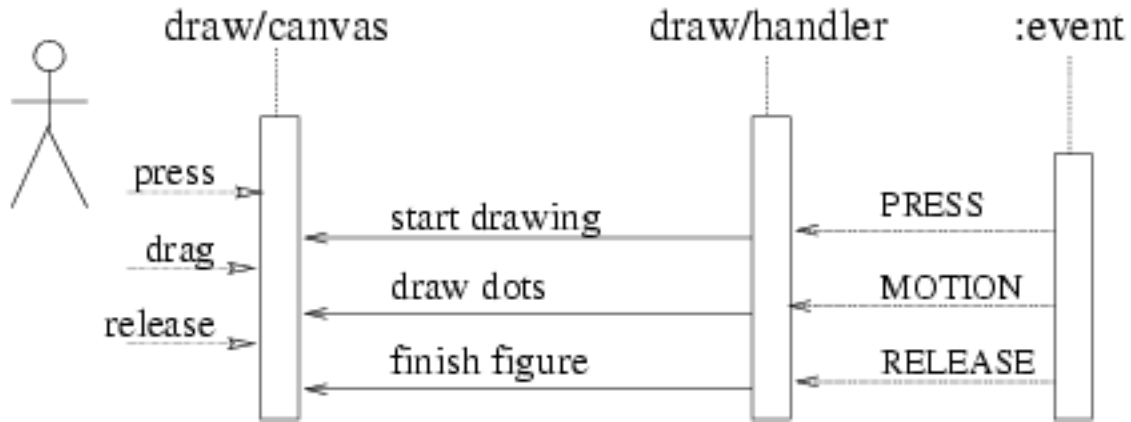 draw/canvas
draw/handler
:event
press
PRESS
start drawing
drag
MOTION
draw dots
release
RELEASE
finish figure